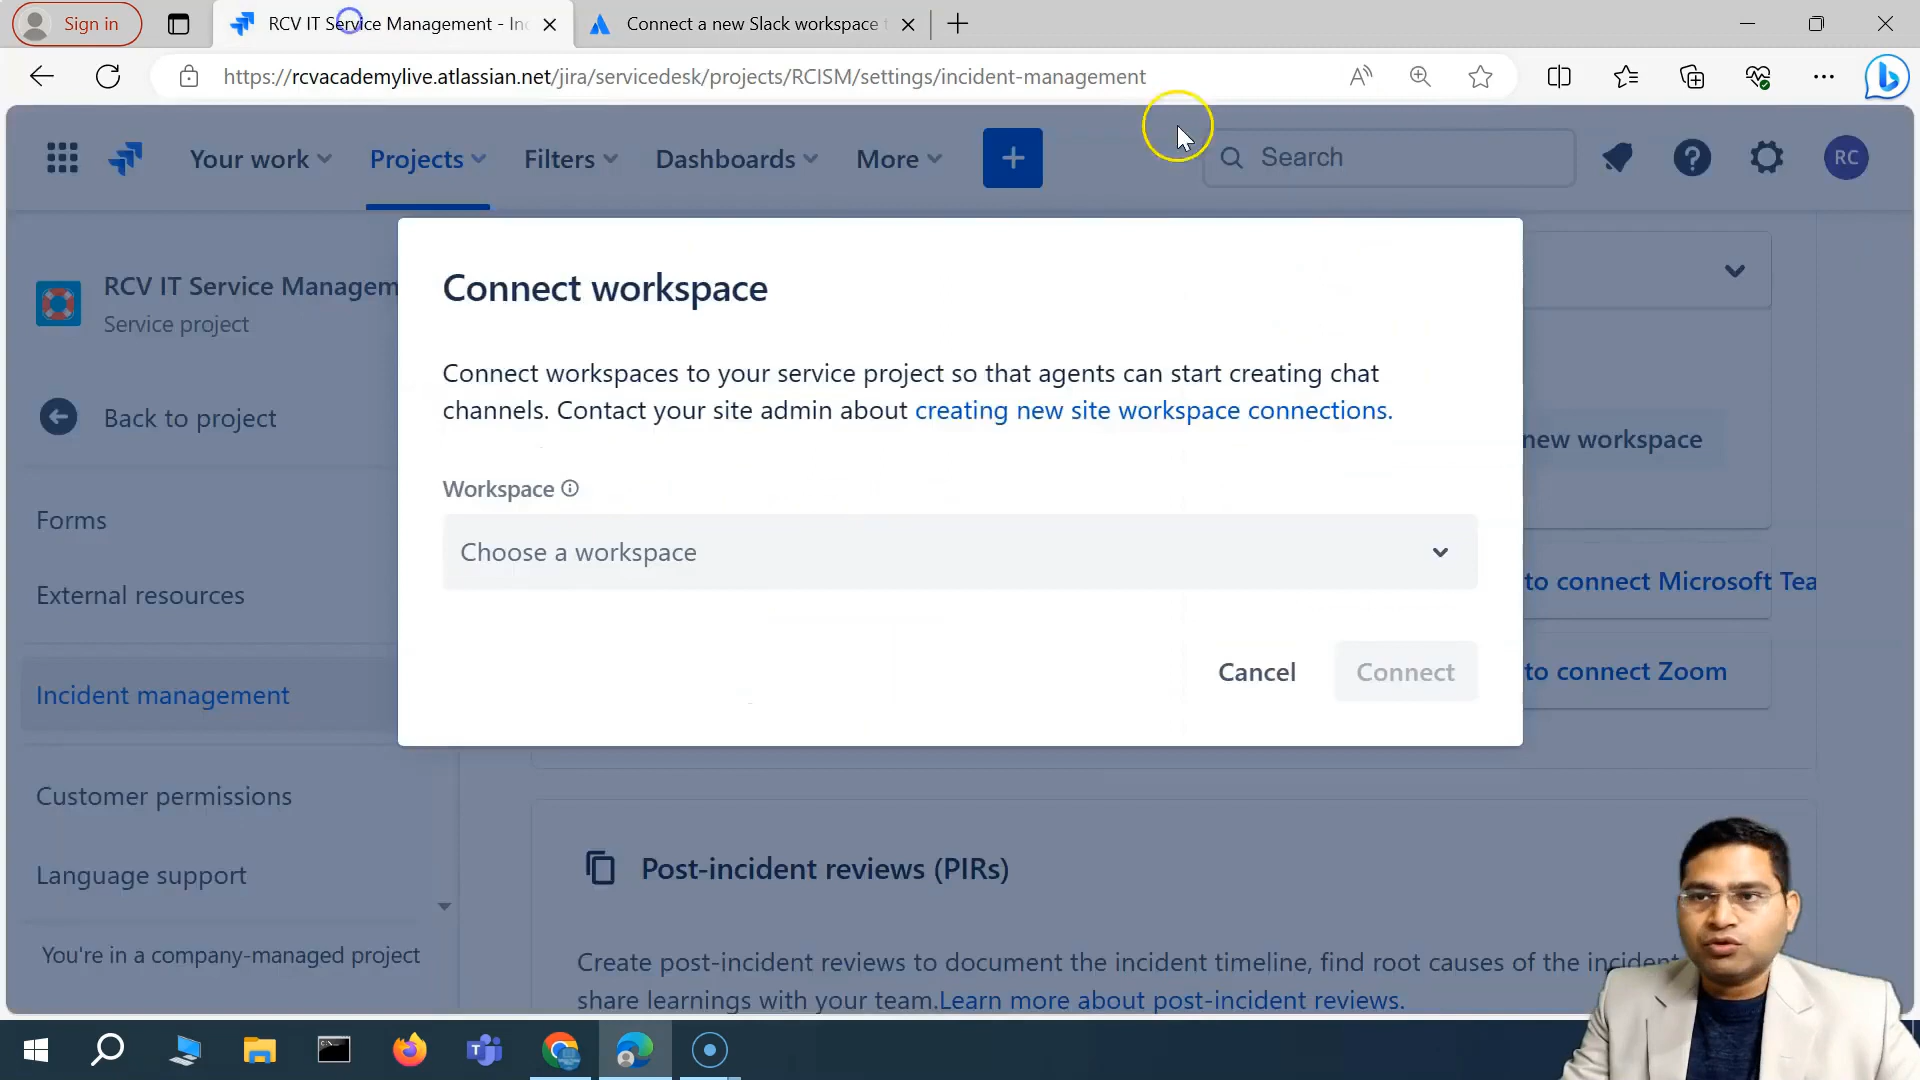 Sign in
RCV IT Service Management - Inc
Connect a new Slack workspace t
https://rcvacademylive.atlassian.net/jira/servicedesk/projects/RCISM/settings/incident-management
Your work
Projects
Filters
Dashboards
More
Search
RC
RCV IT Service Managem
Service project
Back to project
Forms
External resources
Incident management
Customer permissions
Language support
You're in a company-managed project
Connect workspace
Connect workspaces to your service project so that agents can start creating chat
channels. Contact your site admin about creating new site workspace connections.
Workspace
Choose a workspace
Cancel
Connect
new workspace
to connect Microsoft Tea
to connect Zoom
Post-incident reviews (PIRs)
Create post-incident reviews to document the incident timeline, find root causes of the incident
share learnings with your team. Learn more about post-incident reviews.